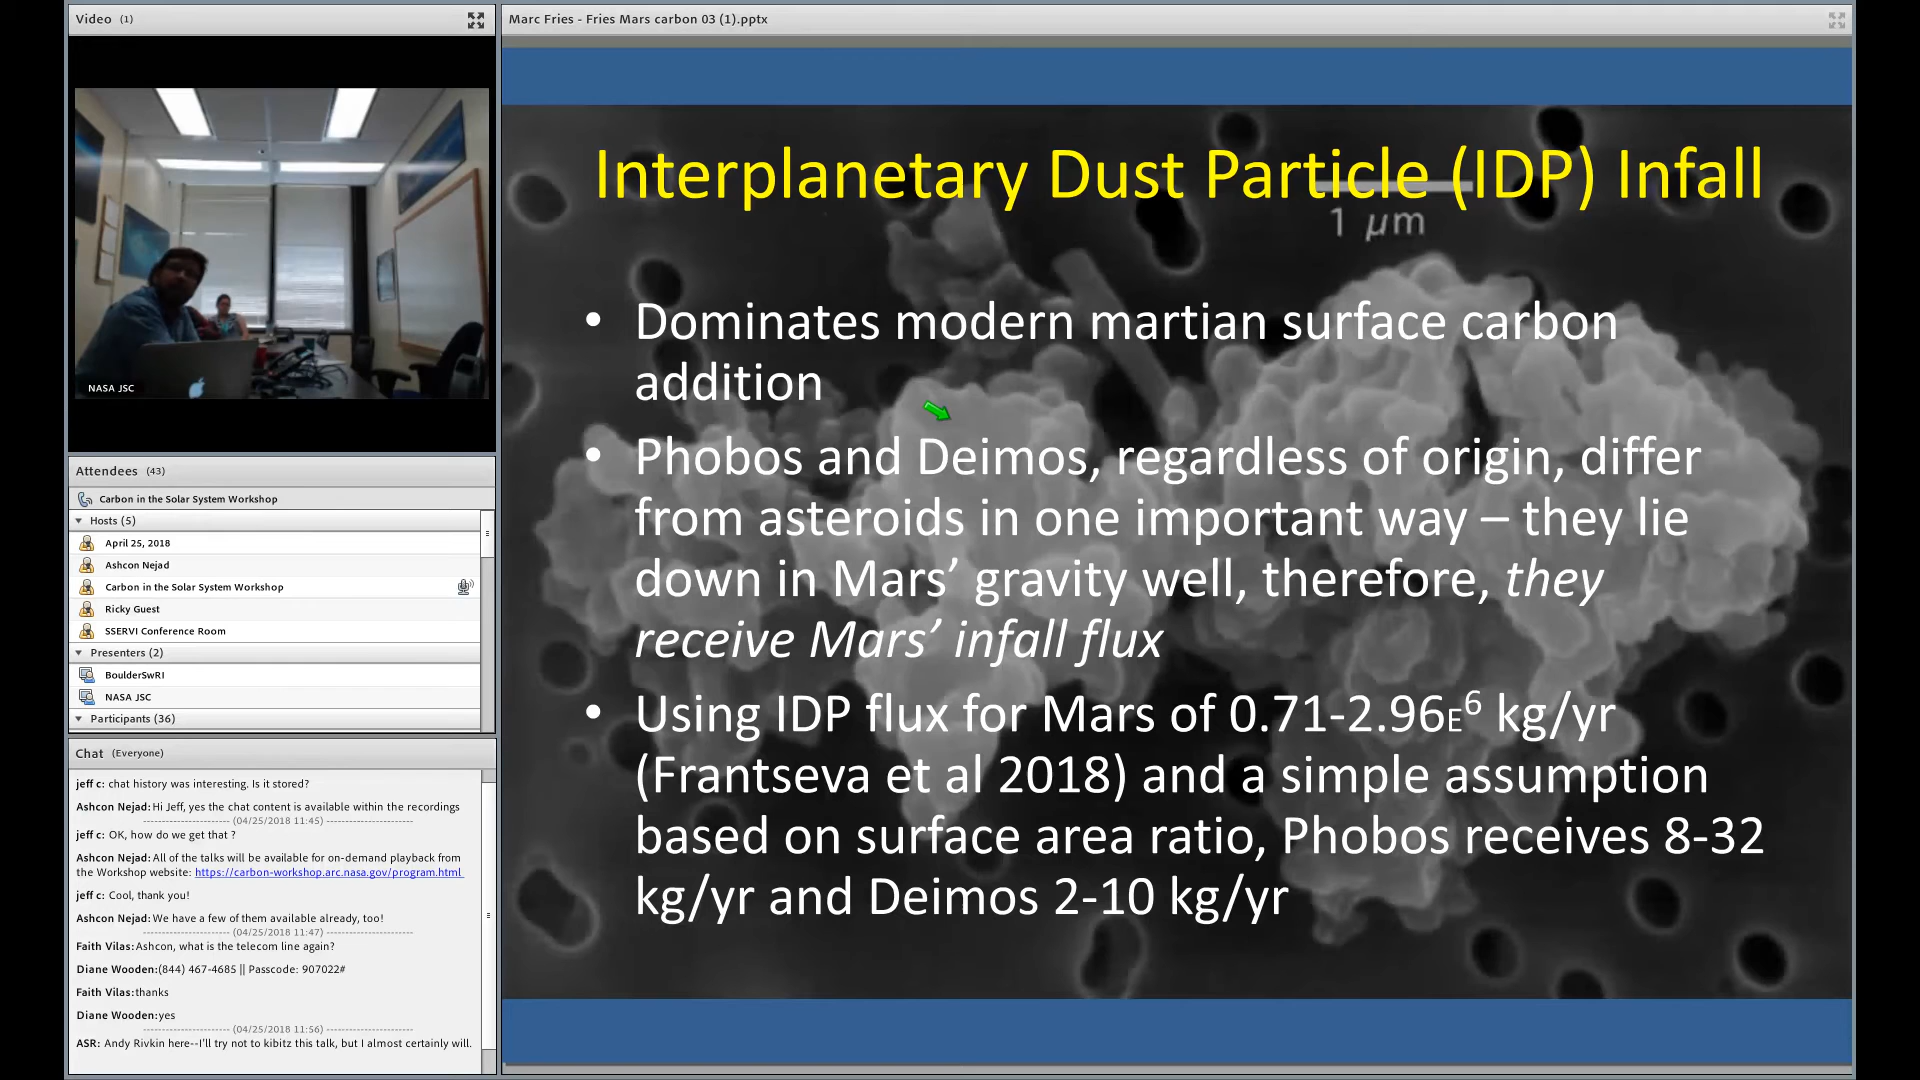 Video (1)
NASA JSC
Attendees (43)
Carbon in the Solar System Workshop
Hosts (5)
April 25, 2018
Ashcon Nejad
Carbon in the Solar System Workshop
Ricky Guest
SSERVI Conference Room
Presenters (2)
BoulderSwRI
NASA JSC
Participants (36)
Chat (Everyone)
jeff c: chat history was interesting. Is it stored?
Ashcon Nejad: Hi Jeff, yes the chat content is available within the recordings
---------------------- (04/25/2018 11:45) ----------------------
jeff c: OK, how do we get that ?
Ashcon Nejad: All of the talks will be available for on-demand playback from
the Workshop website: https://carbon-workshop.arc.nasa.gov/program.html
jeff c: Cool, thank you!
Ashcon Nejad: We have a few of them available already, too!
---------------------- (04/25/2018 11:47) ----------------------
Faith Vilas: Ashcon, what is the telecom line again?
Diane Wooden: (844) 467-4685 || Passcode: 907022#
Faith Vilas: thanks
Diane Wooden: yes
---------------------- (04/25/2018 11:56) ----------------------
ASR: Andy Rivkin here--I'll try not to kibitz this talk, but I almost certainly will.
Marc Fries - Fries Mars carbon 03 (1).pptx
Interplanetary Dust Particle (IDP) Infall
1 µm
• Dominates modern martian surface carbon
addition
• Phobos and Deimos, regardless of origin, differ
from asteroids in one important way – they lie
down in Mars’ gravity well, therefore, they
receive Mars’ infall flux
• Using IDP flux for Mars of 0.71-2.96E⁶ kg/yr
(Frantseva et al 2018) and a simple assumption
based on surface area ratio, Phobos receives 8-32
kg/yr and Deimos 2-10 kg/yr